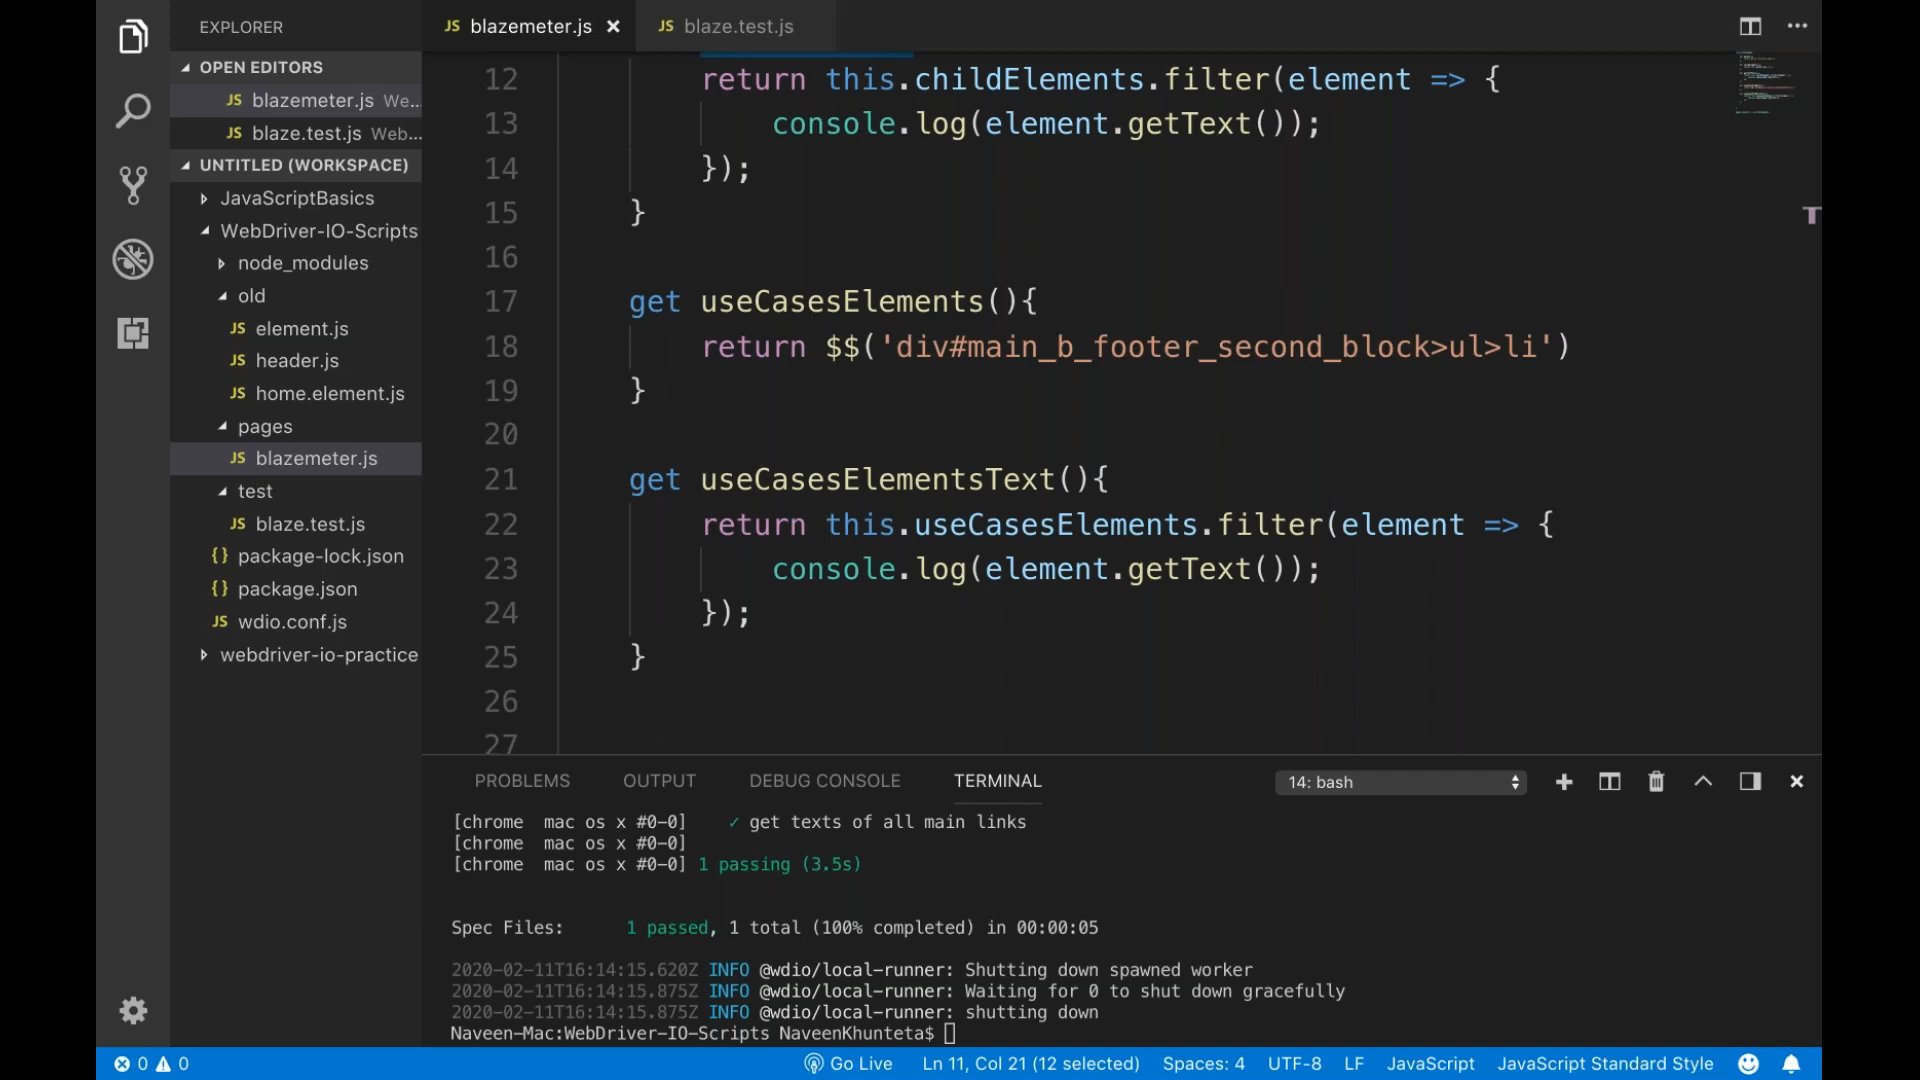 EXPLORER
JS blazemeter.js ×
JS blaze.test.js
OPEN EDITORS
JS blazemeter.js We...
JS blaze.test.js Web...
UNTITLED (WORKSPACE)
JavaScriptBasics
WebDriver-IO-Scripts
node_modules
old
JS element.js
JS header.js
JS home.element.js
pages
JS blazemeter.js
test
JS blaze.test.js
{} package-lock.json
{} package.json
JS wdio.conf.js
webdriver-io-practice
12 return this.childElements.filter(element => {
13 console.log(element.getText());
14 });
15 }
16
17 get useCasesElements(){
18 return $$('div#main_b_footer_second_block>ul>li')
19 }
20
21 get useCasesElementsText(){
22 return this.useCasesElements.filter(element => {
23 console.log(element.getText());
24 });
25 }
26
27
PROBLEMS OUTPUT DEBUG CONSOLE TERMINAL 14: bash
[chrome  mac os x #0-0]    ✓ get texts of all main links
[chrome  mac os x #0-0]
[chrome  mac os x #0-0] 1 passing (3.5s)
Spec Files:      1 passed, 1 total (100% completed) in 00:00:05
2020-02-11T16:14:15.620Z INFO @wdio/local-runner: Shutting down spawned worker
2020-02-11T16:14:15.875Z INFO @wdio/local-runner: Waiting for 0 to shut down gracefully
2020-02-11T16:14:15.875Z INFO @wdio/local-runner: shutting down
Naveen-Mac:WebDriver-IO-Scripts NaveenKhunteta$
0 0 Go Live Ln 11, Col 21 (12 selected) Spaces: 4 UTF-8 LF JavaScript JavaScript Standard Style